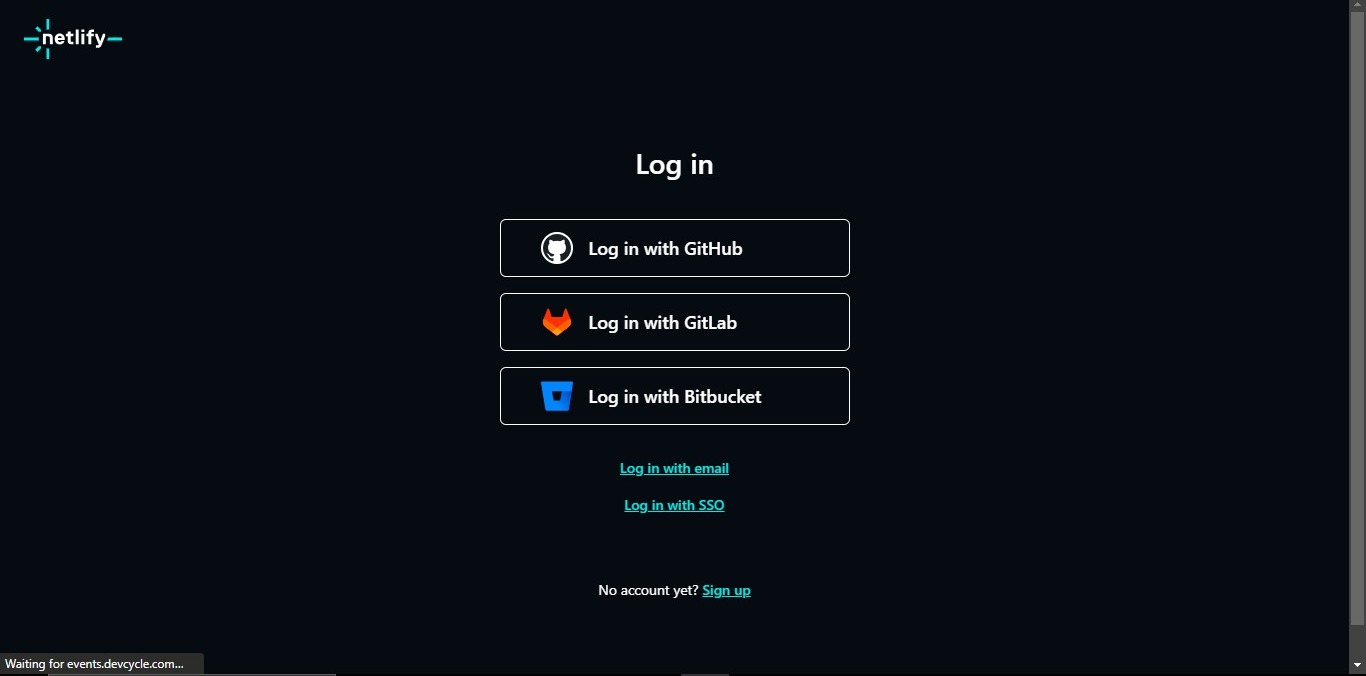 netlify
Log in
Log in with GitHub
Log in with GitLab
Log in with Bitbucket
Log in with email
Log in with SSO
No account yet? Sign up
Waiting for events.devcycle.com...